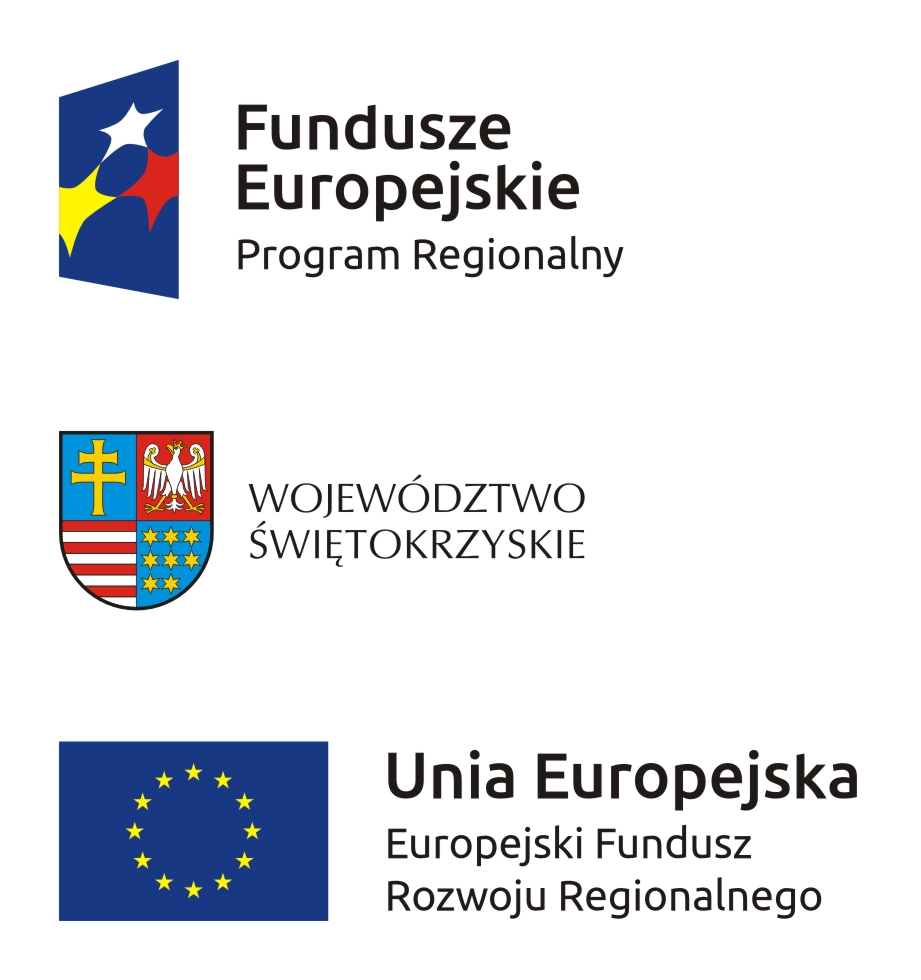 Fundusze
Europejskie
Program Regionalny
WOJEWÓDZTWO
ŚWIĘTOKRZYSKIE
Unia Europejska
Europejski Fundusz
Rozwoju Regionalnego